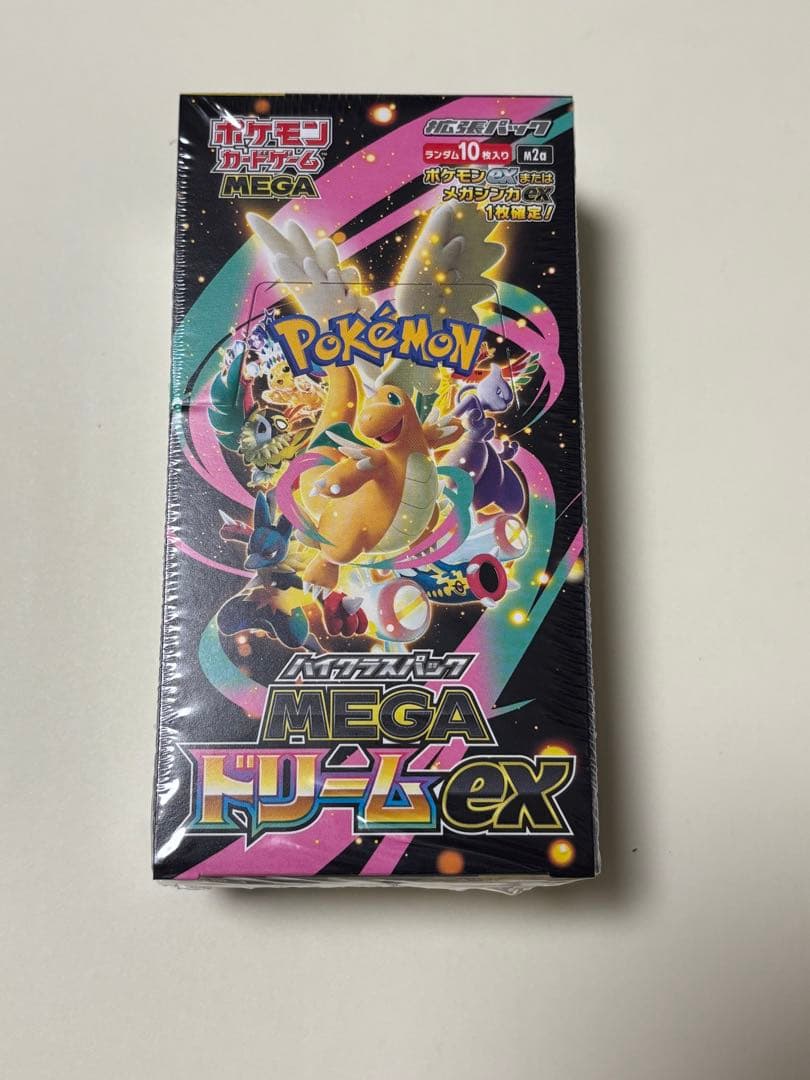 ポケモン
カードゲーム
MEGA
拡張パック
ランダム10枚入り M2a
ポケモンexまたは
メガシンカex
1枚確定!
POKÉMON
ハイクラスパック
MEGA
ドリームex